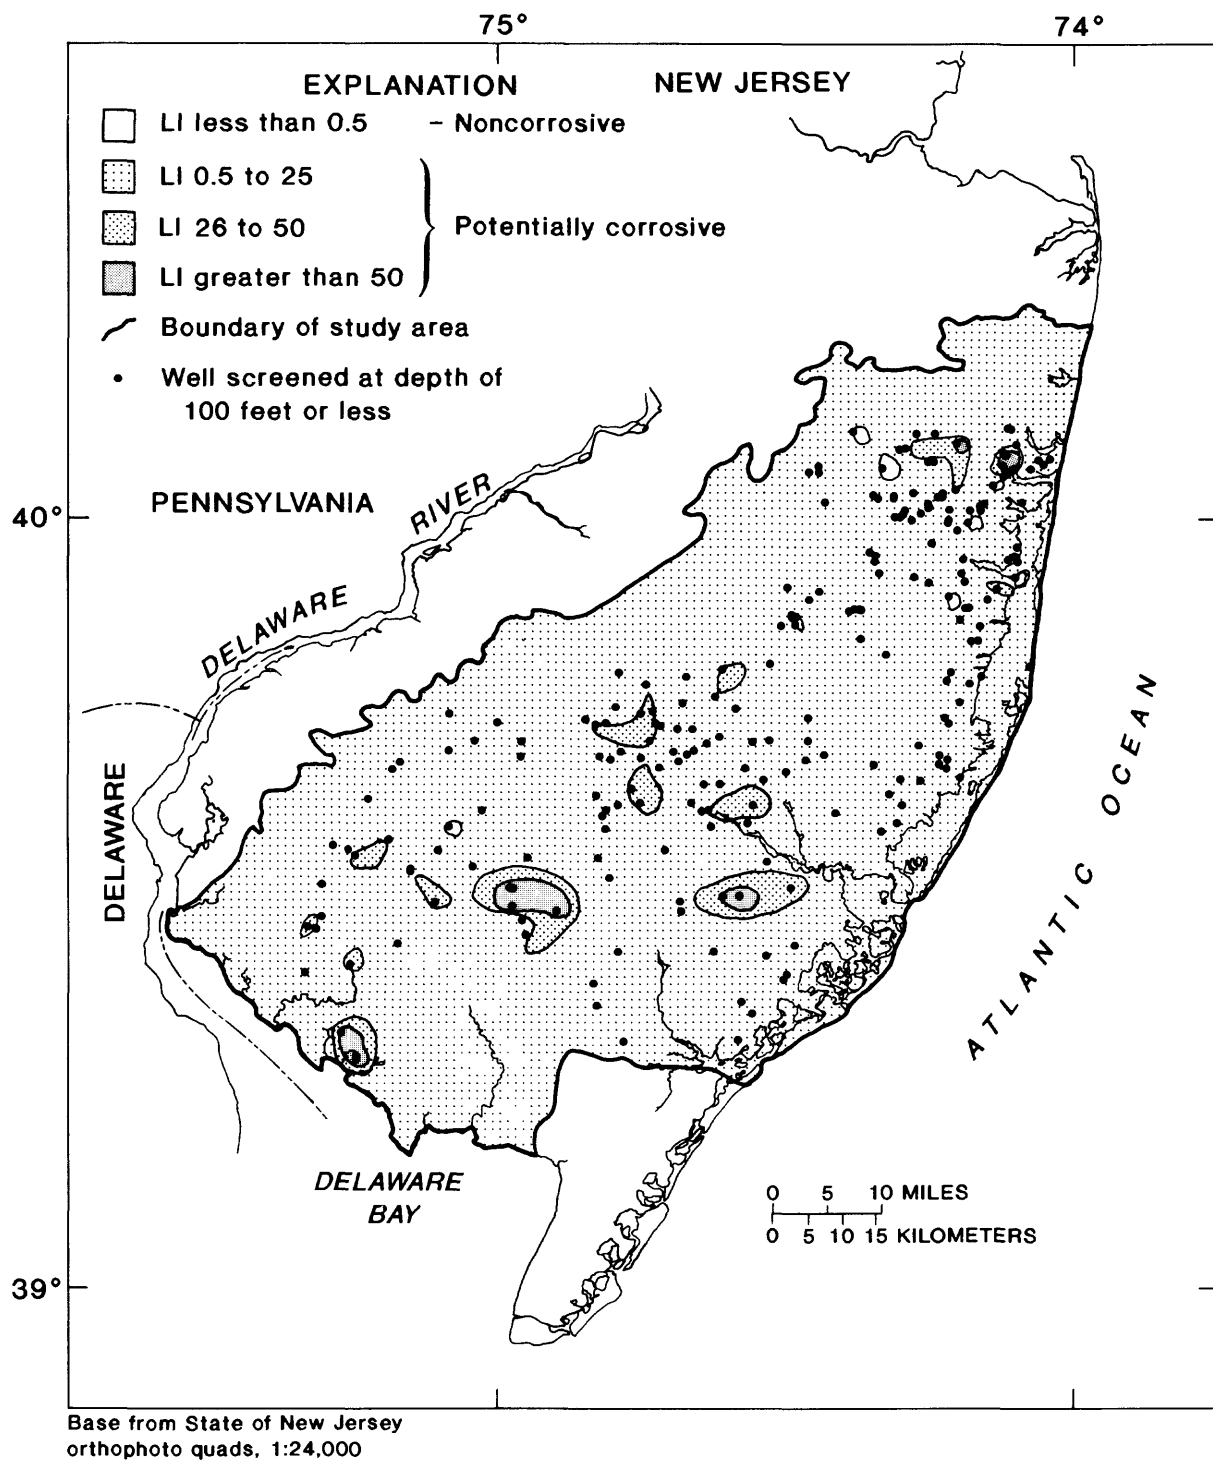 75°
74°
EXPLANATION
NEW JERSEY
LI less than 0.5 – Noncorrosive
LI 0.5 to 25
LI 26 to 50
Potentially corrosive
LI greater than 50
Boundary of study area
Well screened at depth of
100 feet or less
PENNSYLVANIA
40°
DELAWARE RIVER
DELAWARE
ATLANTIC OCEAN
DELAWARE
BAY
0 5 10 MILES
0 5 10 15 KILOMETERS
39°
Base from State of New Jersey
orthophoto quads, 1:24,000